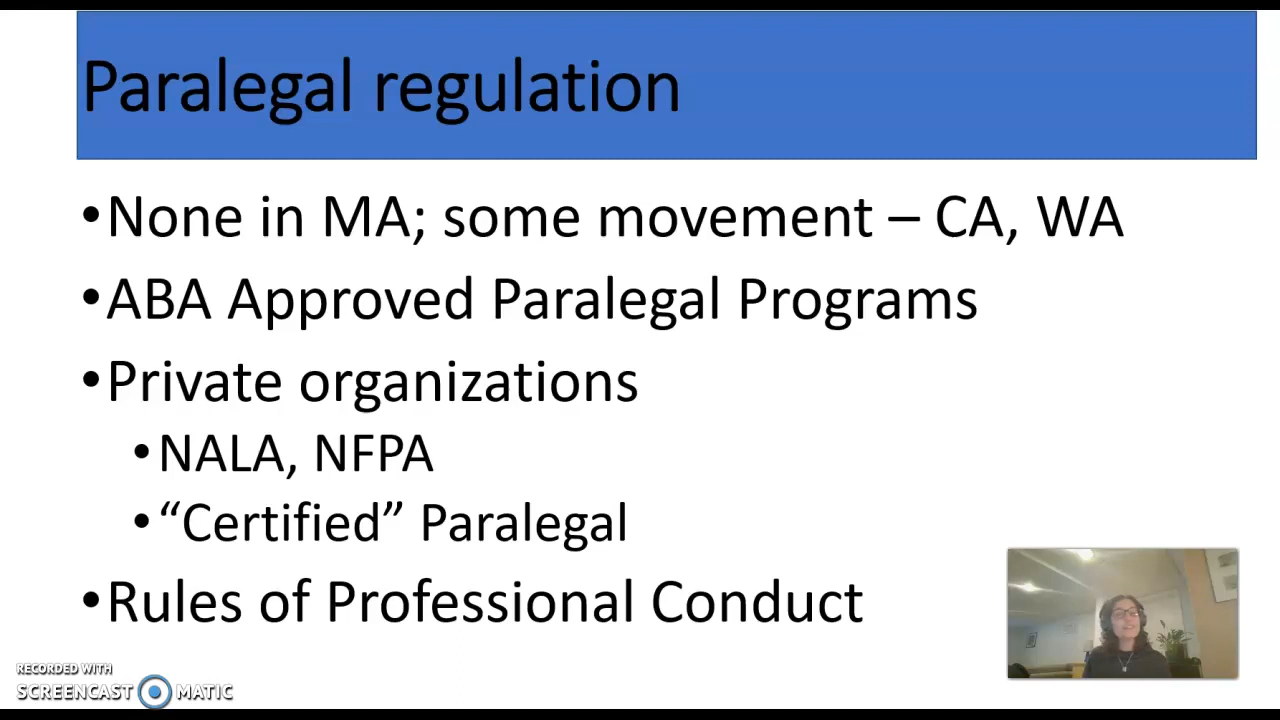 Paralegal regulation
•None in MA; some movement – CA, WA
•ABA Approved Paralegal Programs
•Private organizations
•NALA, NFPA
•“Certified” Paralegal
•Rules of Professional Conduct
RECORDED WITH
SCREENCAST MATIC